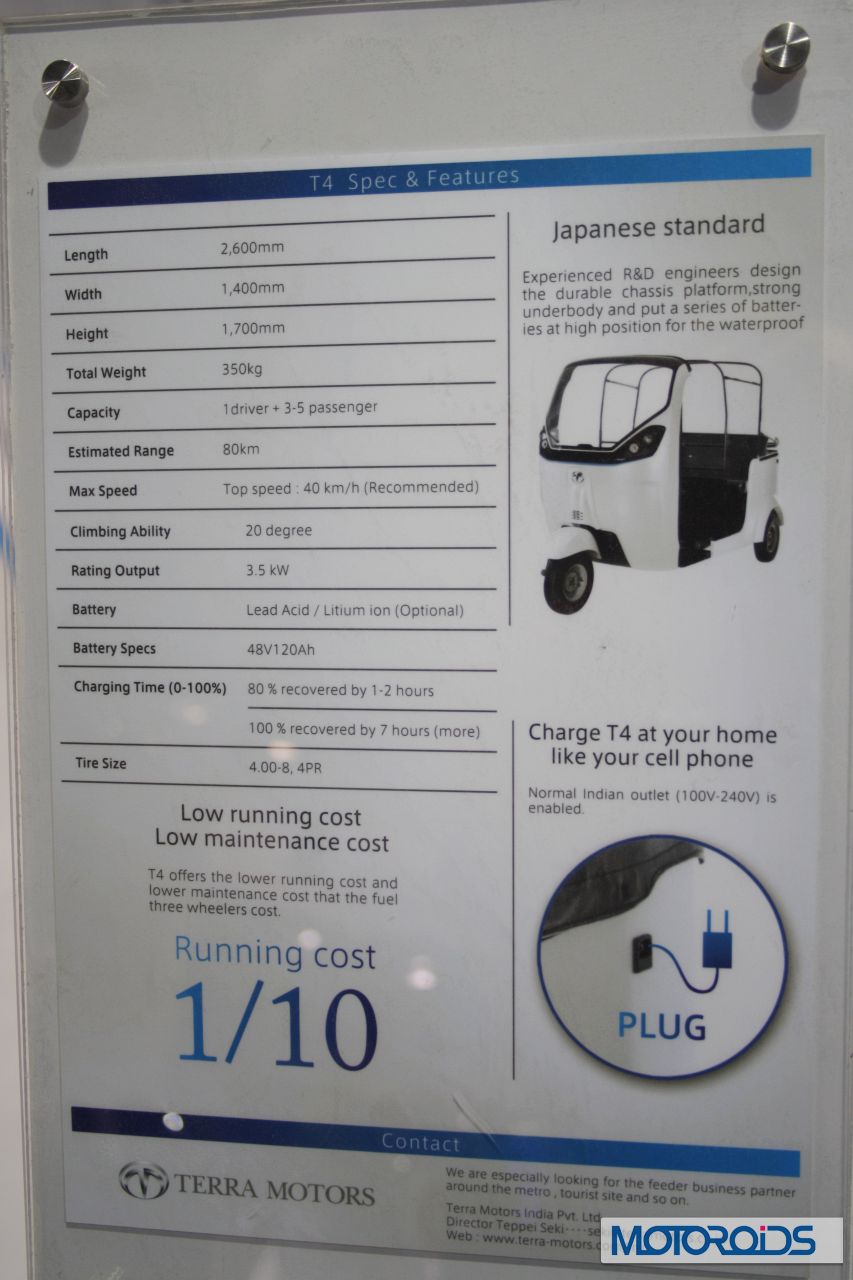 T4 Spec & Features
Length 2,600mm
Width 1,400mm
Height 1,700mm
Total Weight 350kg
Capacity 1driver + 3-5 passenger
Estimated Range 80km
Max Speed Top speed : 40 km/h (Recommended)
Climbing Ability 20 degree
Rating Output 3.5 kW
Battery Lead Acid / Litium ion (Optional)
Battery Specs 48V120Ah
Charging Time (0-100%) 80 % recovered by 1-2 hours
100 % recovered by 7 hours (more)
Tire Size 4.00-8, 4PR
Low running cost
Low maintenance cost
T4 offers the lower running cost and
lower maintenance cost that the fuel
three wheelers cost.
Running cost
1/10
Japanese standard
Experienced R&D engineers design
the durable chassis platform,strong
underbody and put a series of batter-
ies at high position for the waterproof
Charge T4 at your home
like your cell phone
Normal Indian outlet (100V-240V) is
enabled.
PLUG
Contact
TERRA MOTORS
We are especially looking for the feeder business partner
around the metro , tourist site and so on.
Terra Motors India Pvt. Ltd
Director Teppei Seki
Web : www.terra-motors.co
MOTOROIDS